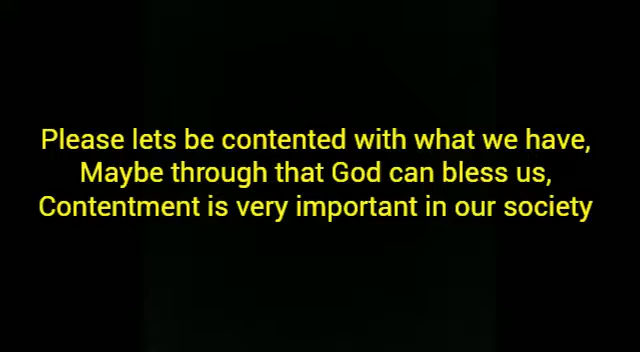 Please lets be contented with what we have,
Maybe through that God can bless us,
Contentment is very important in our society